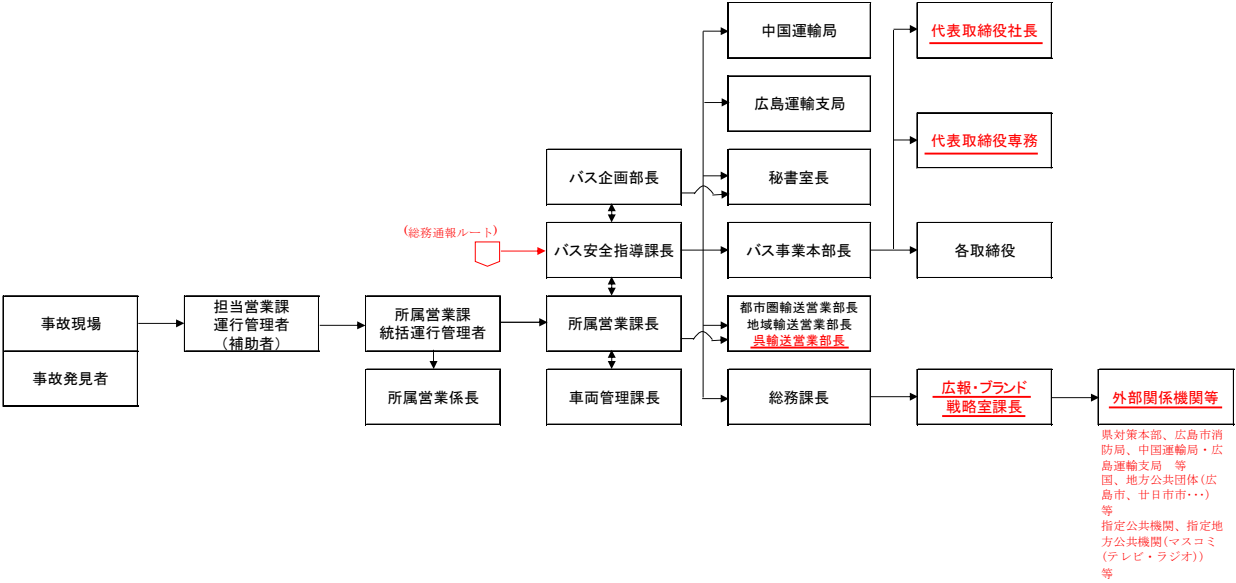 中国運輸局
代表取締役社長
広島運輸支局
代表取締役専務
バス企画部長
秘書室長
(総務通報ルート)
バス安全指導課長
バス事業本部長
各取締役
事故現場
担当営業課
運行管理者
(補助者)
所属営業課
統括運行管理者
所属営業課長
都市圏輸送営業部長
地域輸送営業部長
呉輸送営業部長
事故発見者
所属営業係長
車両管理課長
総務課長
広報・ブランド
戦略室課長
外部関係機関等
県対策本部、広島市消
防局、中国運輸局・広
島運輸支局 等
国、地方公共団体(広
島市、廿日市市・・・)
等
指定公共機関、指定地
方公共機関(マスコミ
(テレビ・ラジオ))
等